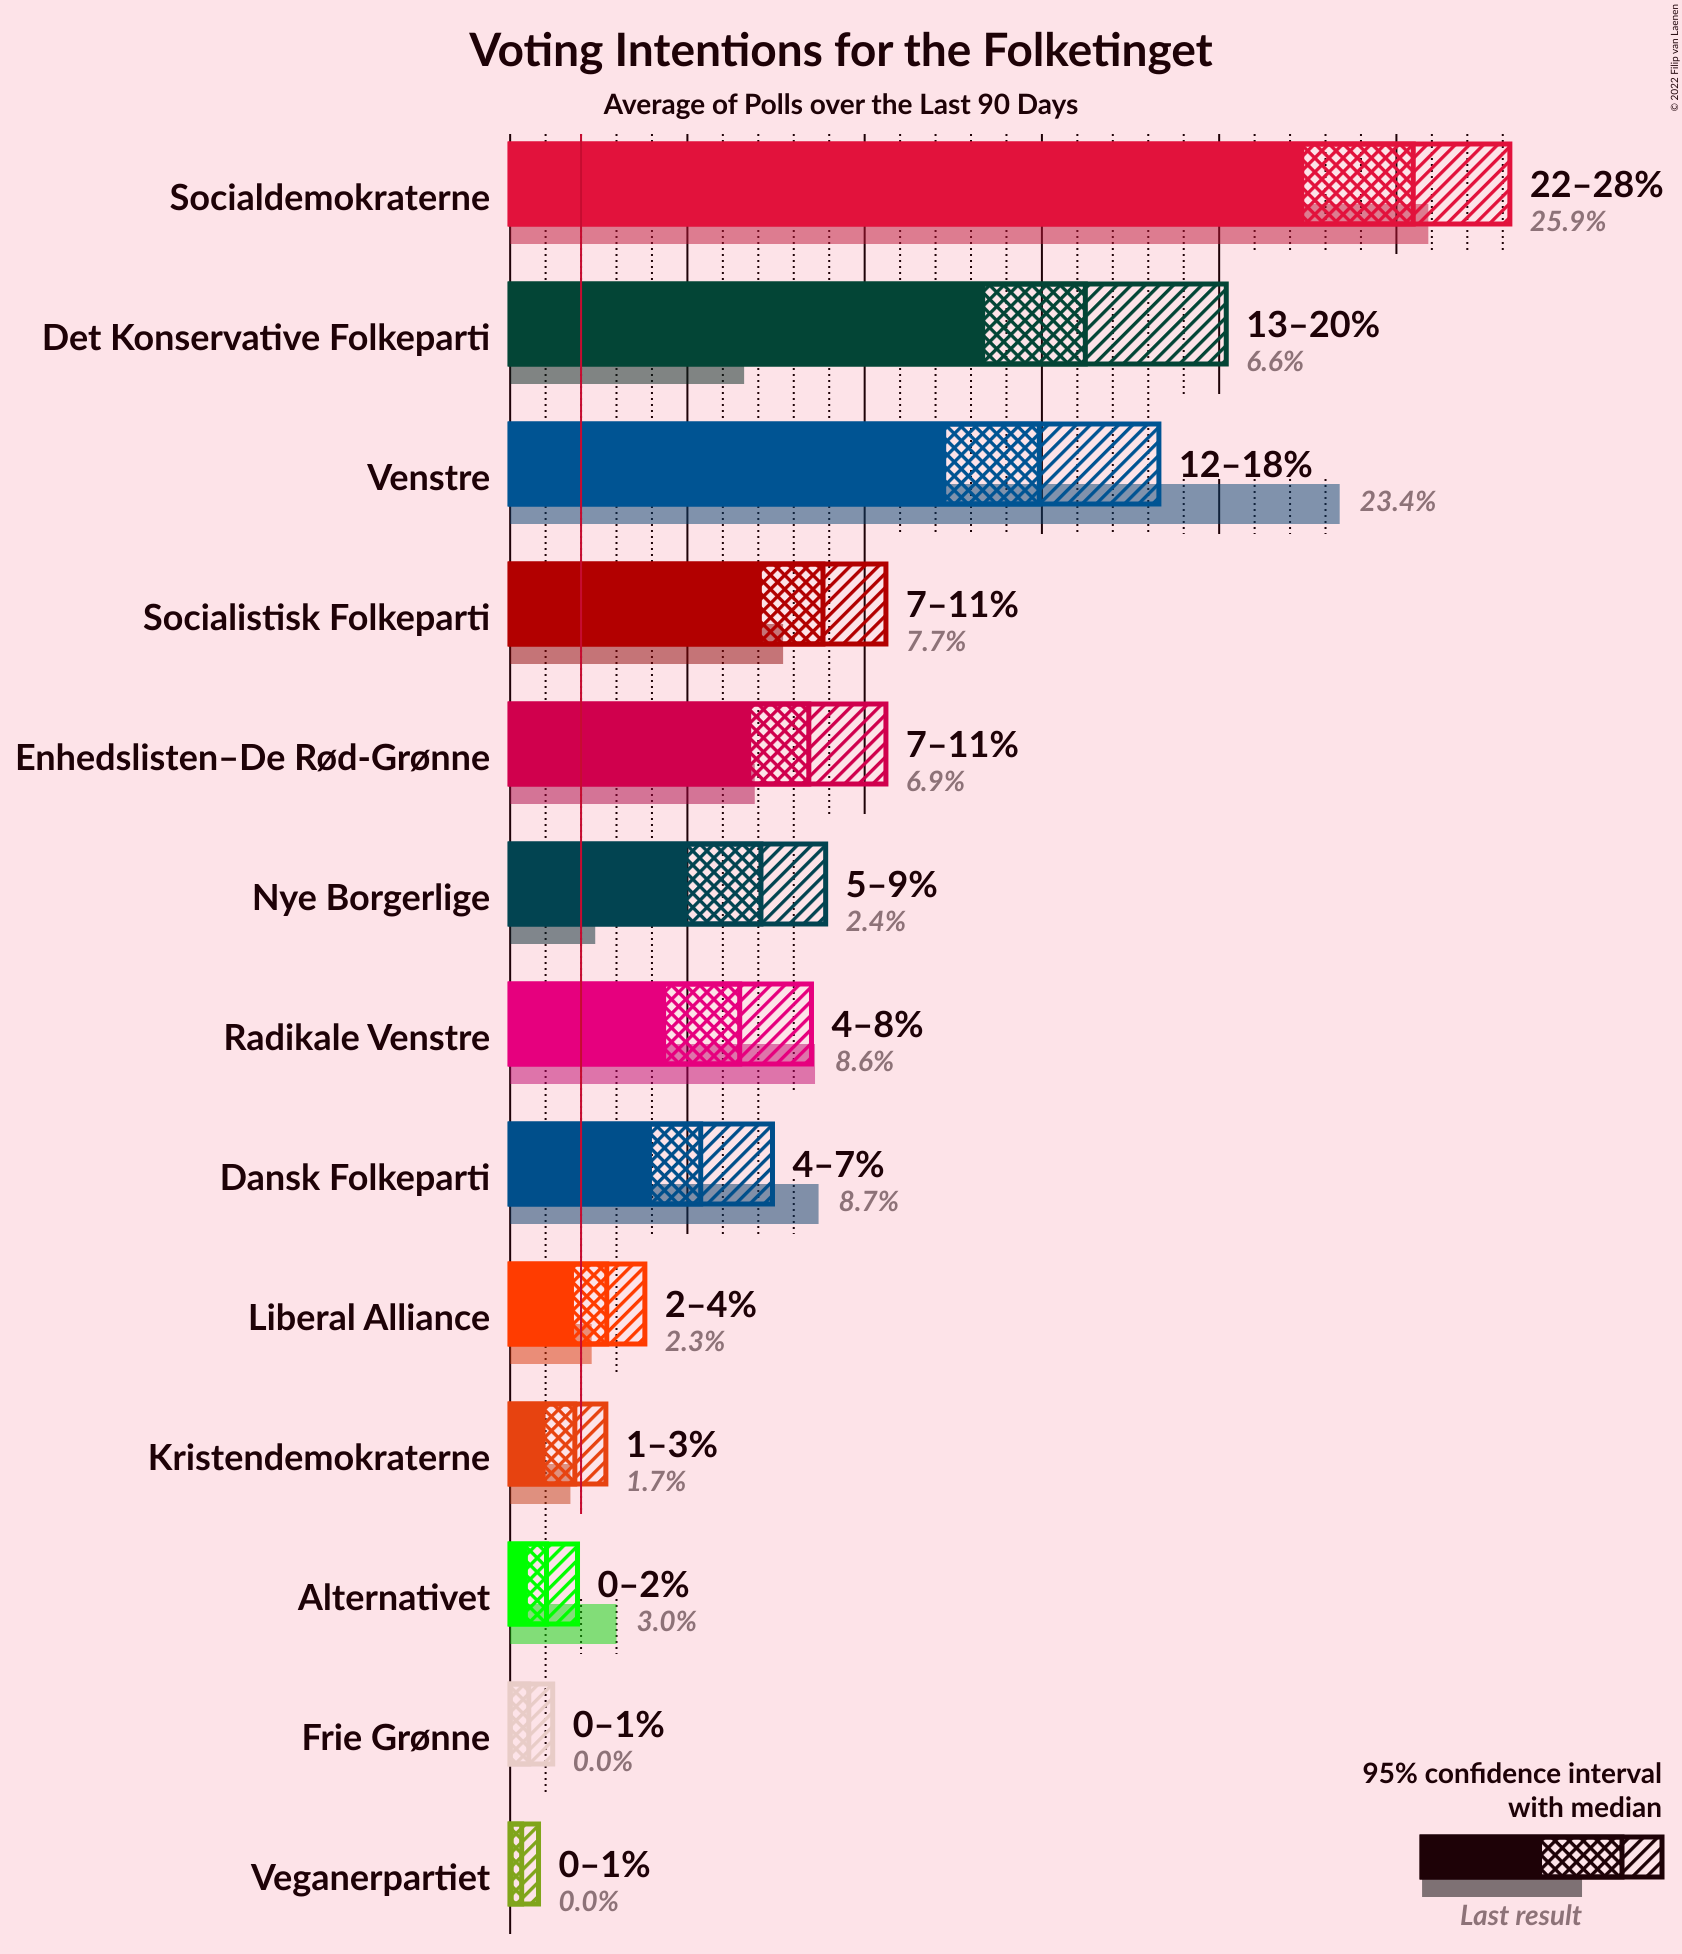 Voting Intentions for the Folketinget
Average of Polls over the Last 90 Days
© 2022 Filip van Laenen
Socialdemokraterne
22–28%
25.9%
Det Konservative Folkeparti
13–20%
6.6%
Venstre
12–18%
23.4%
Socialistisk Folkeparti
7–11%
7.7%
Enhedslisten–De Rød-Grønne
7–11%
6.9%
Nye Borgerlige
5–9%
2.4%
Radikale Venstre
4–8%
8.6%
Dansk Folkeparti
4–7%
8.7%
Liberal Alliance
2–4%
2.3%
Kristendemokraterne
1–3%
1.7%
Alternativet
0–2%
3.0%
Frie Grønne
0–1%
0.0%
Veganerpartiet
0–1%
0.0%
95% confidence interval
with median
Last result